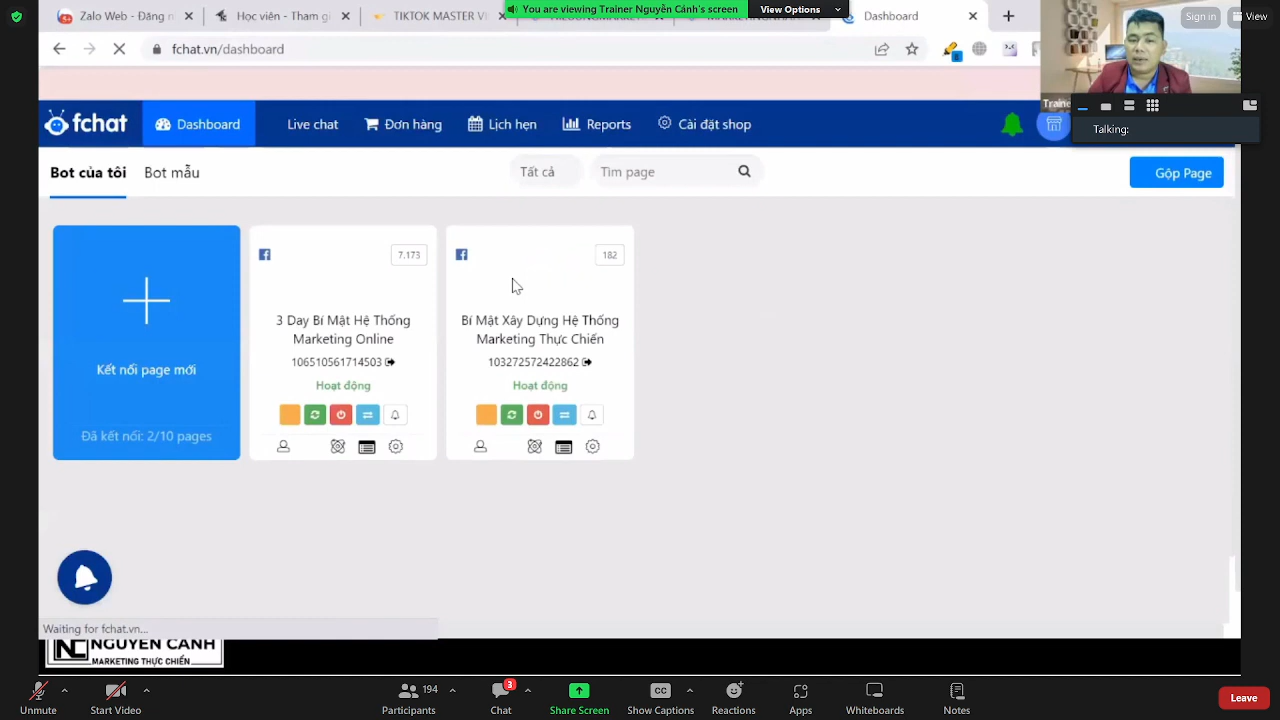 Zalo Web - Đăng n
Học viên - Tham gi
TIKTOK MASTER V
You are viewing Trainer Nguyễn Cánh's screen
View Options
Dashboard
Sign in
View
fchat.vn/dashboard
Traine
Talking:
fchat
Dashboard
Live chat
Đơn hàng
Lịch hẹn
Reports
Cài đặt shop
Bot của tôi
Bot mẫu
Tất cả
Tìm page
Gộp Page
7.173
182
3 Day Bí Mật Hệ Thống
Marketing Online
106510561714503
Hoạt động
Bí Mật Xây Dựng Hệ Thống
Marketing Thực Chiến
103272572422862
Hoạt động
Kết nối page mới
Đã kết nối: 2/10 pages
Waiting for fchat.vn...
NC NGUYEN CANH
MARKETING THỰC CHIẾN
Unmute
Start Video
194
Participants
3
Chat
Share Screen
CC
Show Captions
Reactions
Apps
Whiteboards
Notes
Leave